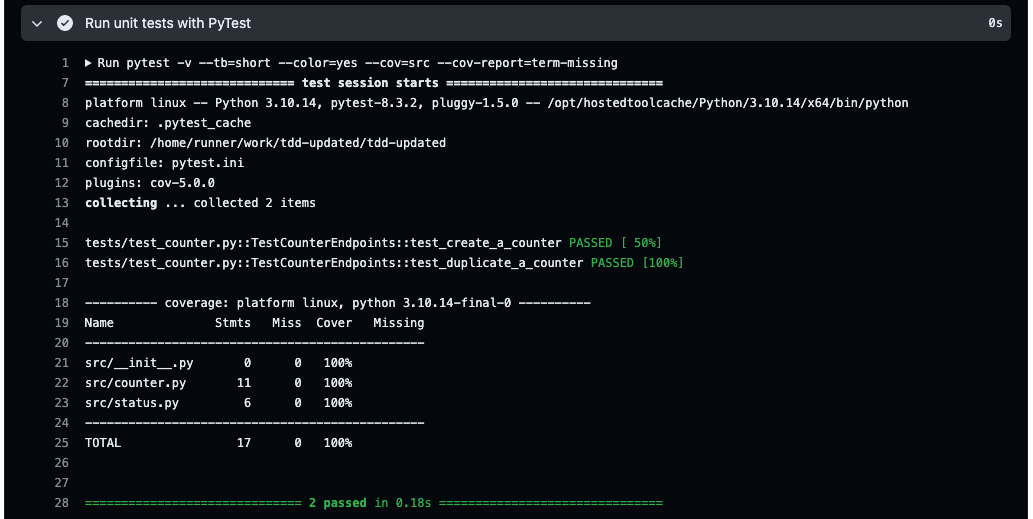 Run unit tests with PyTest 0s
1 ▶ Run pytest -v --tb=short --color=yes --cov=src --cov-report=term-missing
7 ============================= test session starts ==============================
8 platform linux -- Python 3.10.14, pytest-8.3.2, pluggy-1.5.0 -- /opt/hostedtoolcache/Python/3.10.14/x64/bin/python
9 cachedir: .pytest_cache
10 rootdir: /home/runner/work/tdd-updated/tdd-updated
11 configfile: pytest.ini
12 plugins: cov-5.0.0
13 collecting ... collected 2 items
14
15 tests/test_counter.py::TestCounterEndpoints::test_create_a_counter PASSED [ 50%]
16 tests/test_counter.py::TestCounterEndpoints::test_duplicate_a_counter PASSED [100%]
17
18 ---------- coverage: platform linux, python 3.10.14-final-0 ----------
19 Name Stmts Miss Cover Missing
20 -----------------------------------------------
21 src/__init__.py 0 0 100%
22 src/counter.py 11 0 100%
23 src/status.py 6 0 100%
24 -----------------------------------------------
25 TOTAL 17 0 100%
26
27
28 ============================== 2 passed in 0.18s ===============================